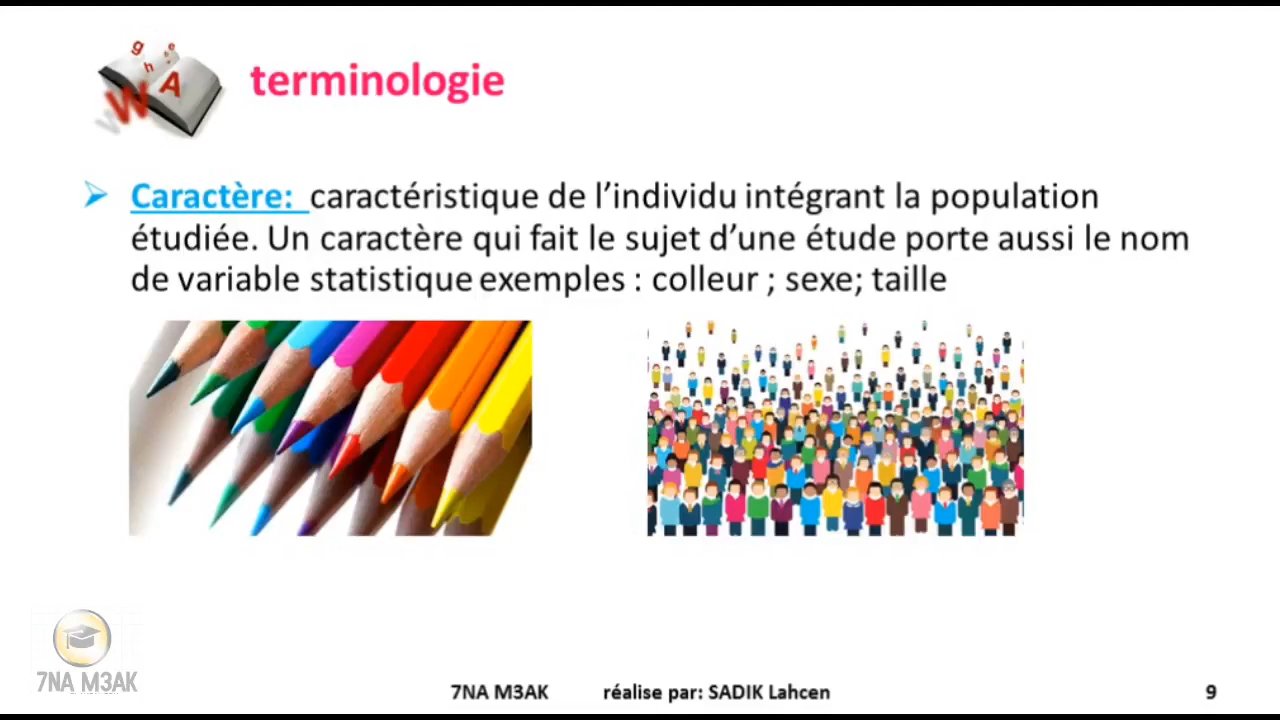 terminologie
Caractère: caractéristique de l’individu intégrant la population
étudiée. Un caractère qui fait le sujet d’une étude porte aussi le nom
de variable statistique exemples : colleur ; sexe; taille
7NA M3AK
7NA M3AK réalise par: SADIK Lahcen 9